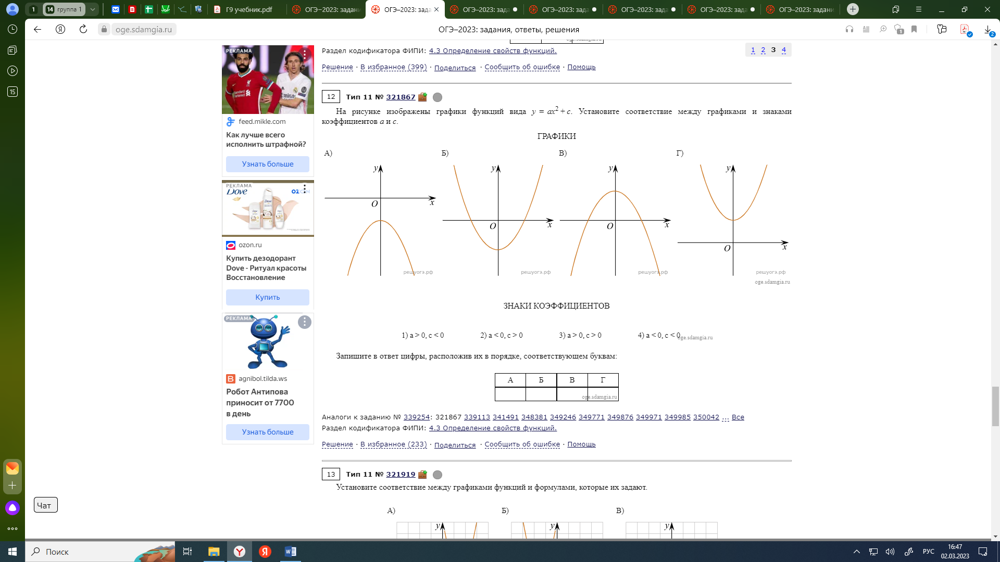 1
14 группа 1
Г9 учебник.pdf
ОГЭ−2023: задани
ОГЭ–2023: зада
ОГЭ–2023: зада
ОГЭ–2023: зада
ОГЭ–2023: зада
ОГЭ–2023: зада
ОГЭ–2023: задани
oge.sdamgia.ru
ОГЭ–2023: задания, ответы, решения
1
2
15
Раздел кодификатора ФИПИ: 4.3 Определение свойств функций.
1 2 3 4
Решение · В избранное (399) · Поделиться · Сообщить об ошибке · Помощь
РЕКЛАМА
feed.mikle.com
Как лучше всего
исполнить штрафной?
Узнать больше
РЕКЛАМА
Dove
ozon.ru
Купить дезодорант
Dove - Ритуал красоты
Восстановление
Купить
РЕКЛАМА
agnibol.tilda.ws
Робот Антипова
приносит от 7700
в день
Узнать больше
12 Тип 11 № 321867
На рисунке изображены графики функций вида y = ax² + c. Установите соответствие между графиками и знаками
коэффициентов a и c.
ГРАФИКИ
А) Б) В) Г)
y y y y
O x O x O x O x
решуогэ.рф решуогэ.рф решуогэ.рф решуогэ.рф
oge.sdamgia.ru
ЗНАКИ КОЭФФИЦИЕНТОВ
1) a > 0, c < 0 2) a < 0, c > 0 3) a > 0, c > 0 4) a < 0, c < 0
oge.sdamgia.ru
Запишите в ответ цифры, расположив их в порядке, соответствующем буквам:
А Б В Г
oge.sdamgia.ru
Аналоги к заданию № 339254: 321867 339113 341491 348381 349246 349771 349876 349971 349985 350042 ... Все
Раздел кодификатора ФИПИ: 4.3 Определение свойств функций.
Решение · В избранное (233) · Поделиться · Сообщить об ошибке · Помощь
13 Тип 11 № 321919
Установите соответствие между графиками функций и формулами, которые их задают.
А) Б) В)
y y y
Чат
Поиск
РУС
16:47
02.03.2023